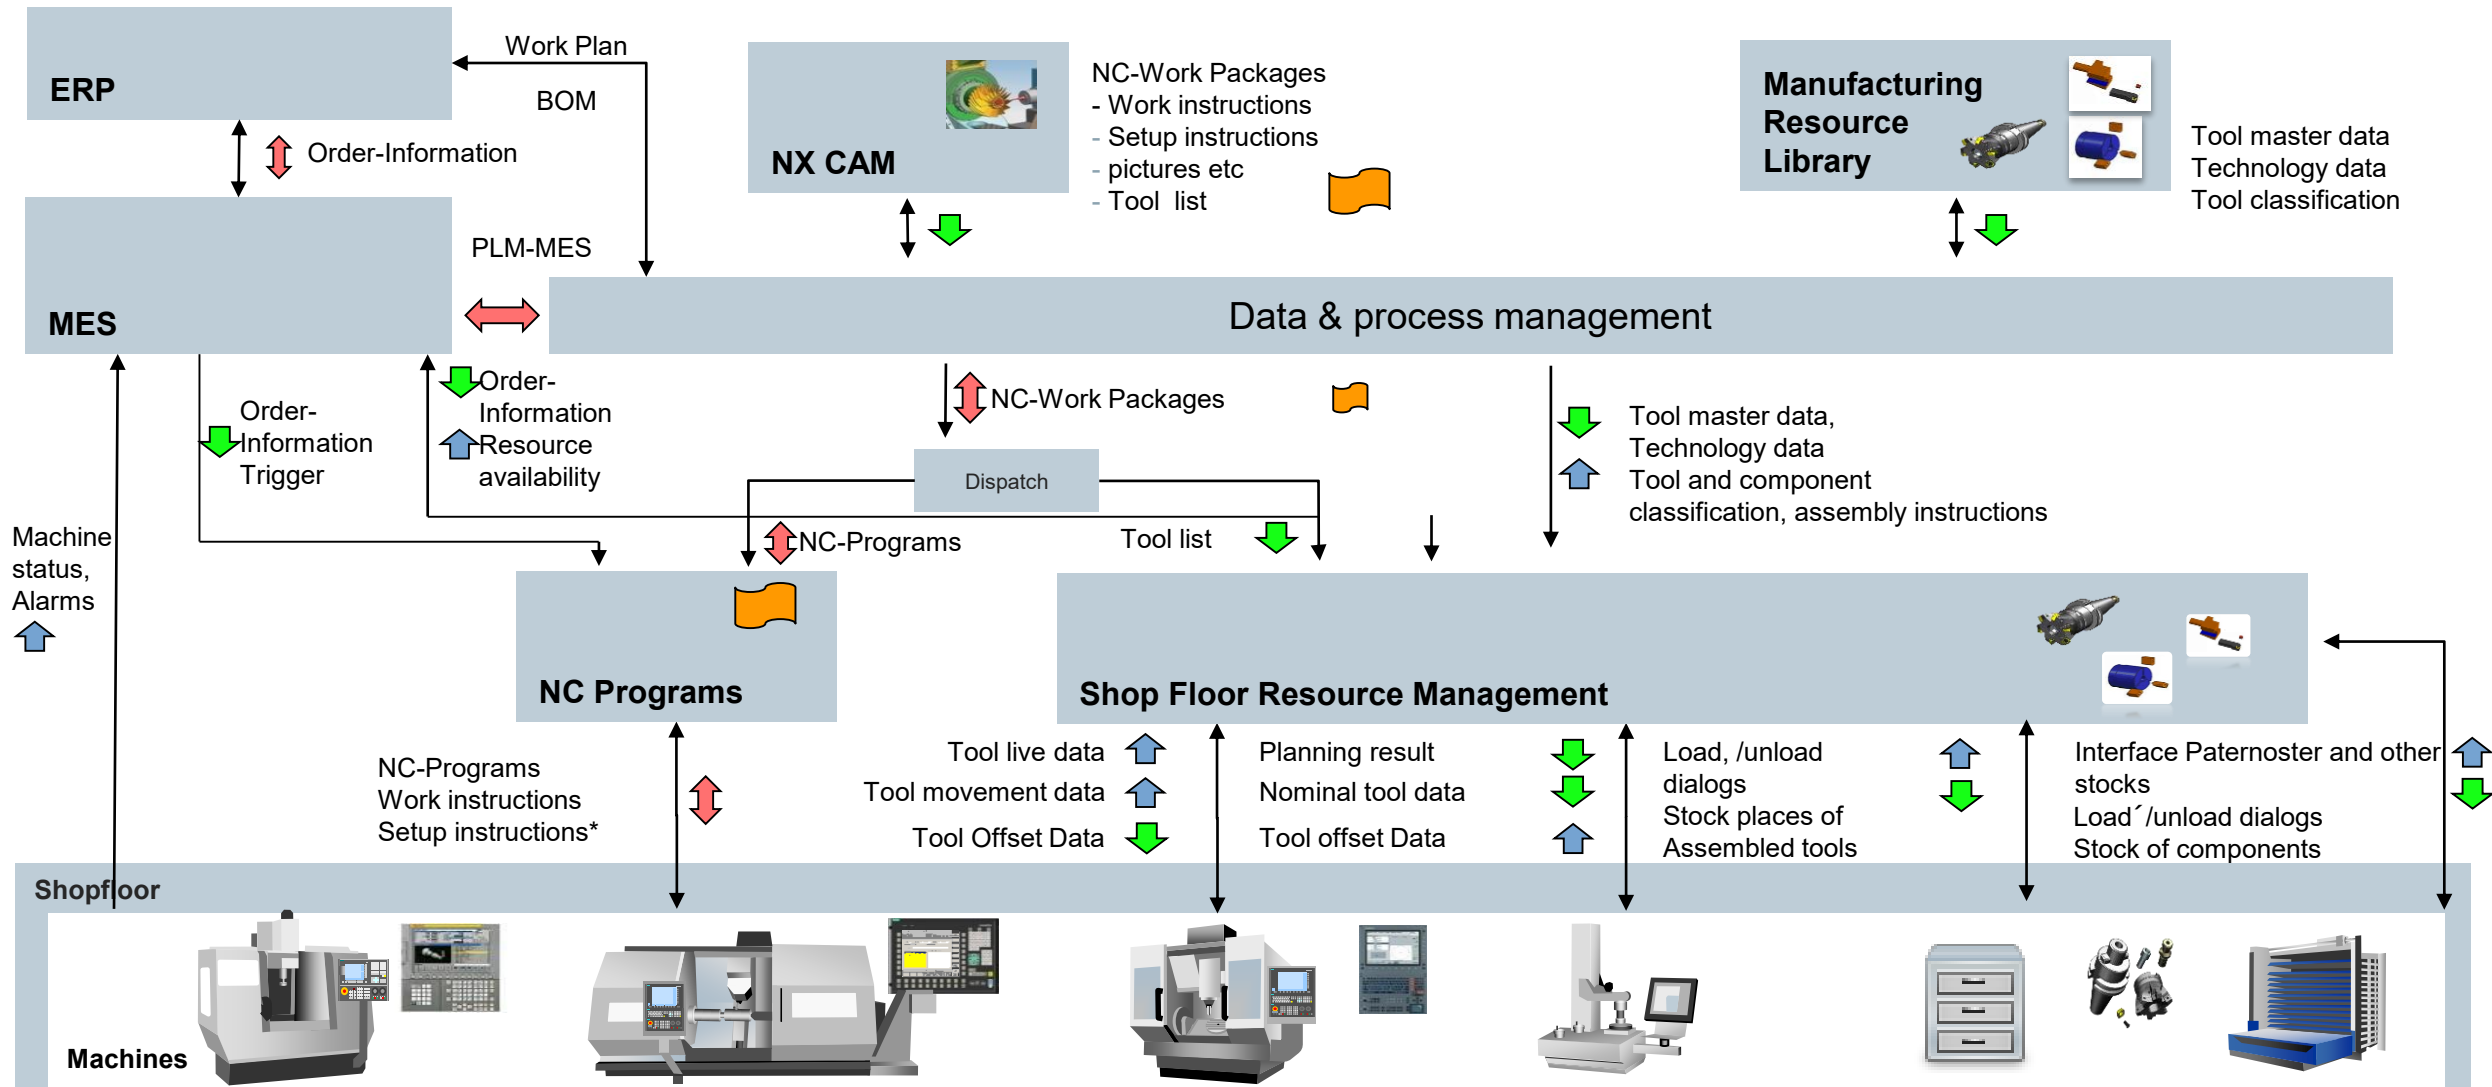 ERP
Work Plan
BOM
Order-Information
NX CAM
NC-Work Packages
- Work instructions
- Setup instructions
- pictures etc
- Tool list
Manufacturing
Resource
Library
Tool master data
Technology data
Tool classification
MES
PLM-MES
Data & process management
Order-
Information
Trigger
Order-
Information
Resource
availability
NC-Work Packages
Dispatch
Tool master data,
Technology data
Tool and component
classification, assembly instructions
Machine
status,
Alarms
NC-Programs
Tool list
NC Programs
Shop Floor Resource Management
NC-Programs
Work instructions
Setup instructions*
Tool live data
Tool movement data
Tool Offset Data
Planning result
Nominal tool data
Tool offset Data
Load, /unload
dialogs
Stock places of
Assembled tools
Interface Paternoster and other
stocks
Load´/unload dialogs
Stock of components
Shopfloor
Machines